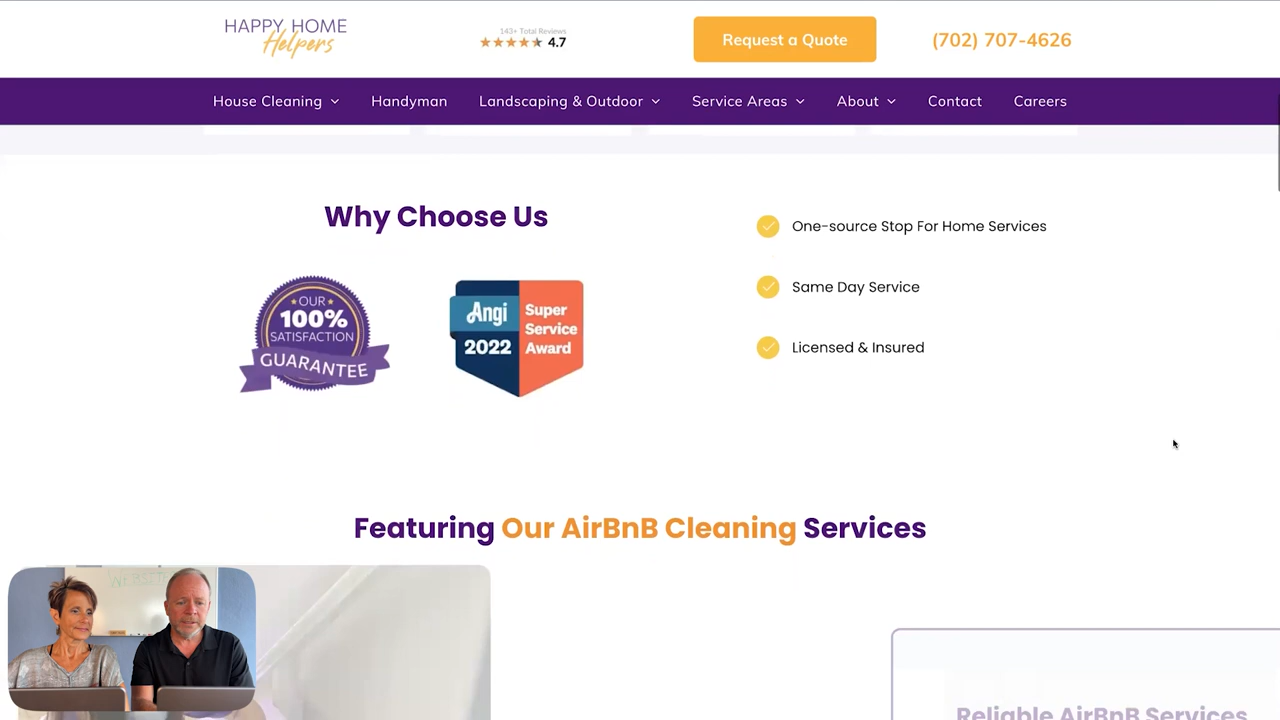 HAPPY HOME
Helpers
143+ Total Reviews
4.7
Request a Quote
(702) 707-4626
House Cleaning
Handyman
Landscaping & Outdoor
Service Areas
About
Contact
Careers
Why Choose Us
OUR
100%
SATISFACTION
GUARANTEE
Angi
2022
Super
Service
Award
One-source Stop For Home Services
Same Day Service
Licensed & Insured
Featuring Our AirBnB Cleaning Services
WEBSITE
Reliable AirBnB Services